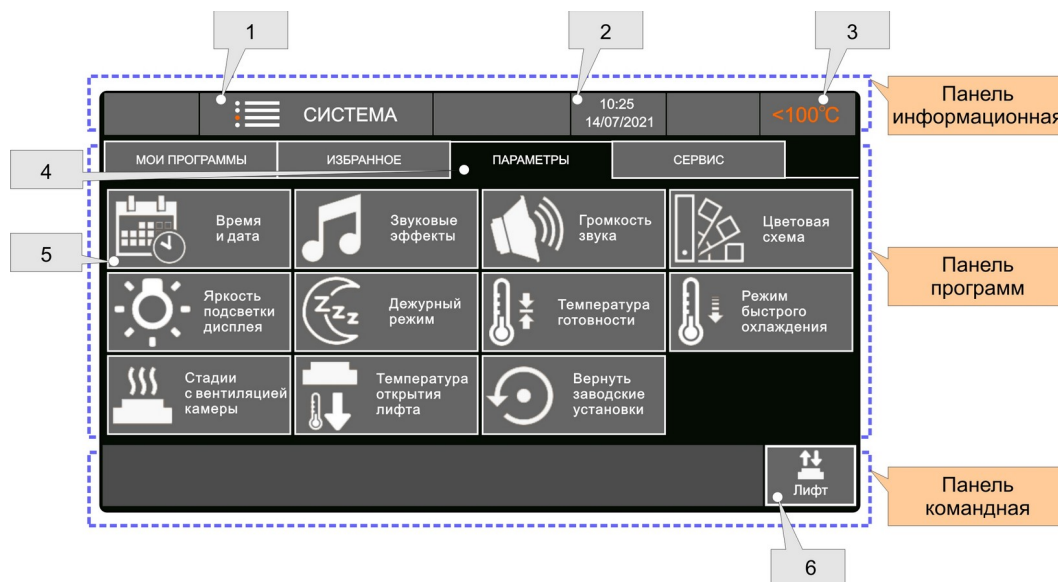 1
2
3
СИСТЕМА
10:25
14/07/2021
<100°C
Панель
информационная
МОИ ПРОГРАММЫ
ИЗБРАННОЕ
ПАРАМЕТРЫ
СЕРВИС
4
5
Время
и дата
Звуковые
эффекты
Громкость
звука
Цветовая
схема
Яркость
подсветки
дисплея
Дежурный
режим
Температура
готовности
Режим
быстрого
охлаждения
Стадии
с вентиляцией
камеры
Температура
открытия
лифта
Вернуть
заводские
установки
Панель
программ
zzz
Лифт
Панель
командная
6